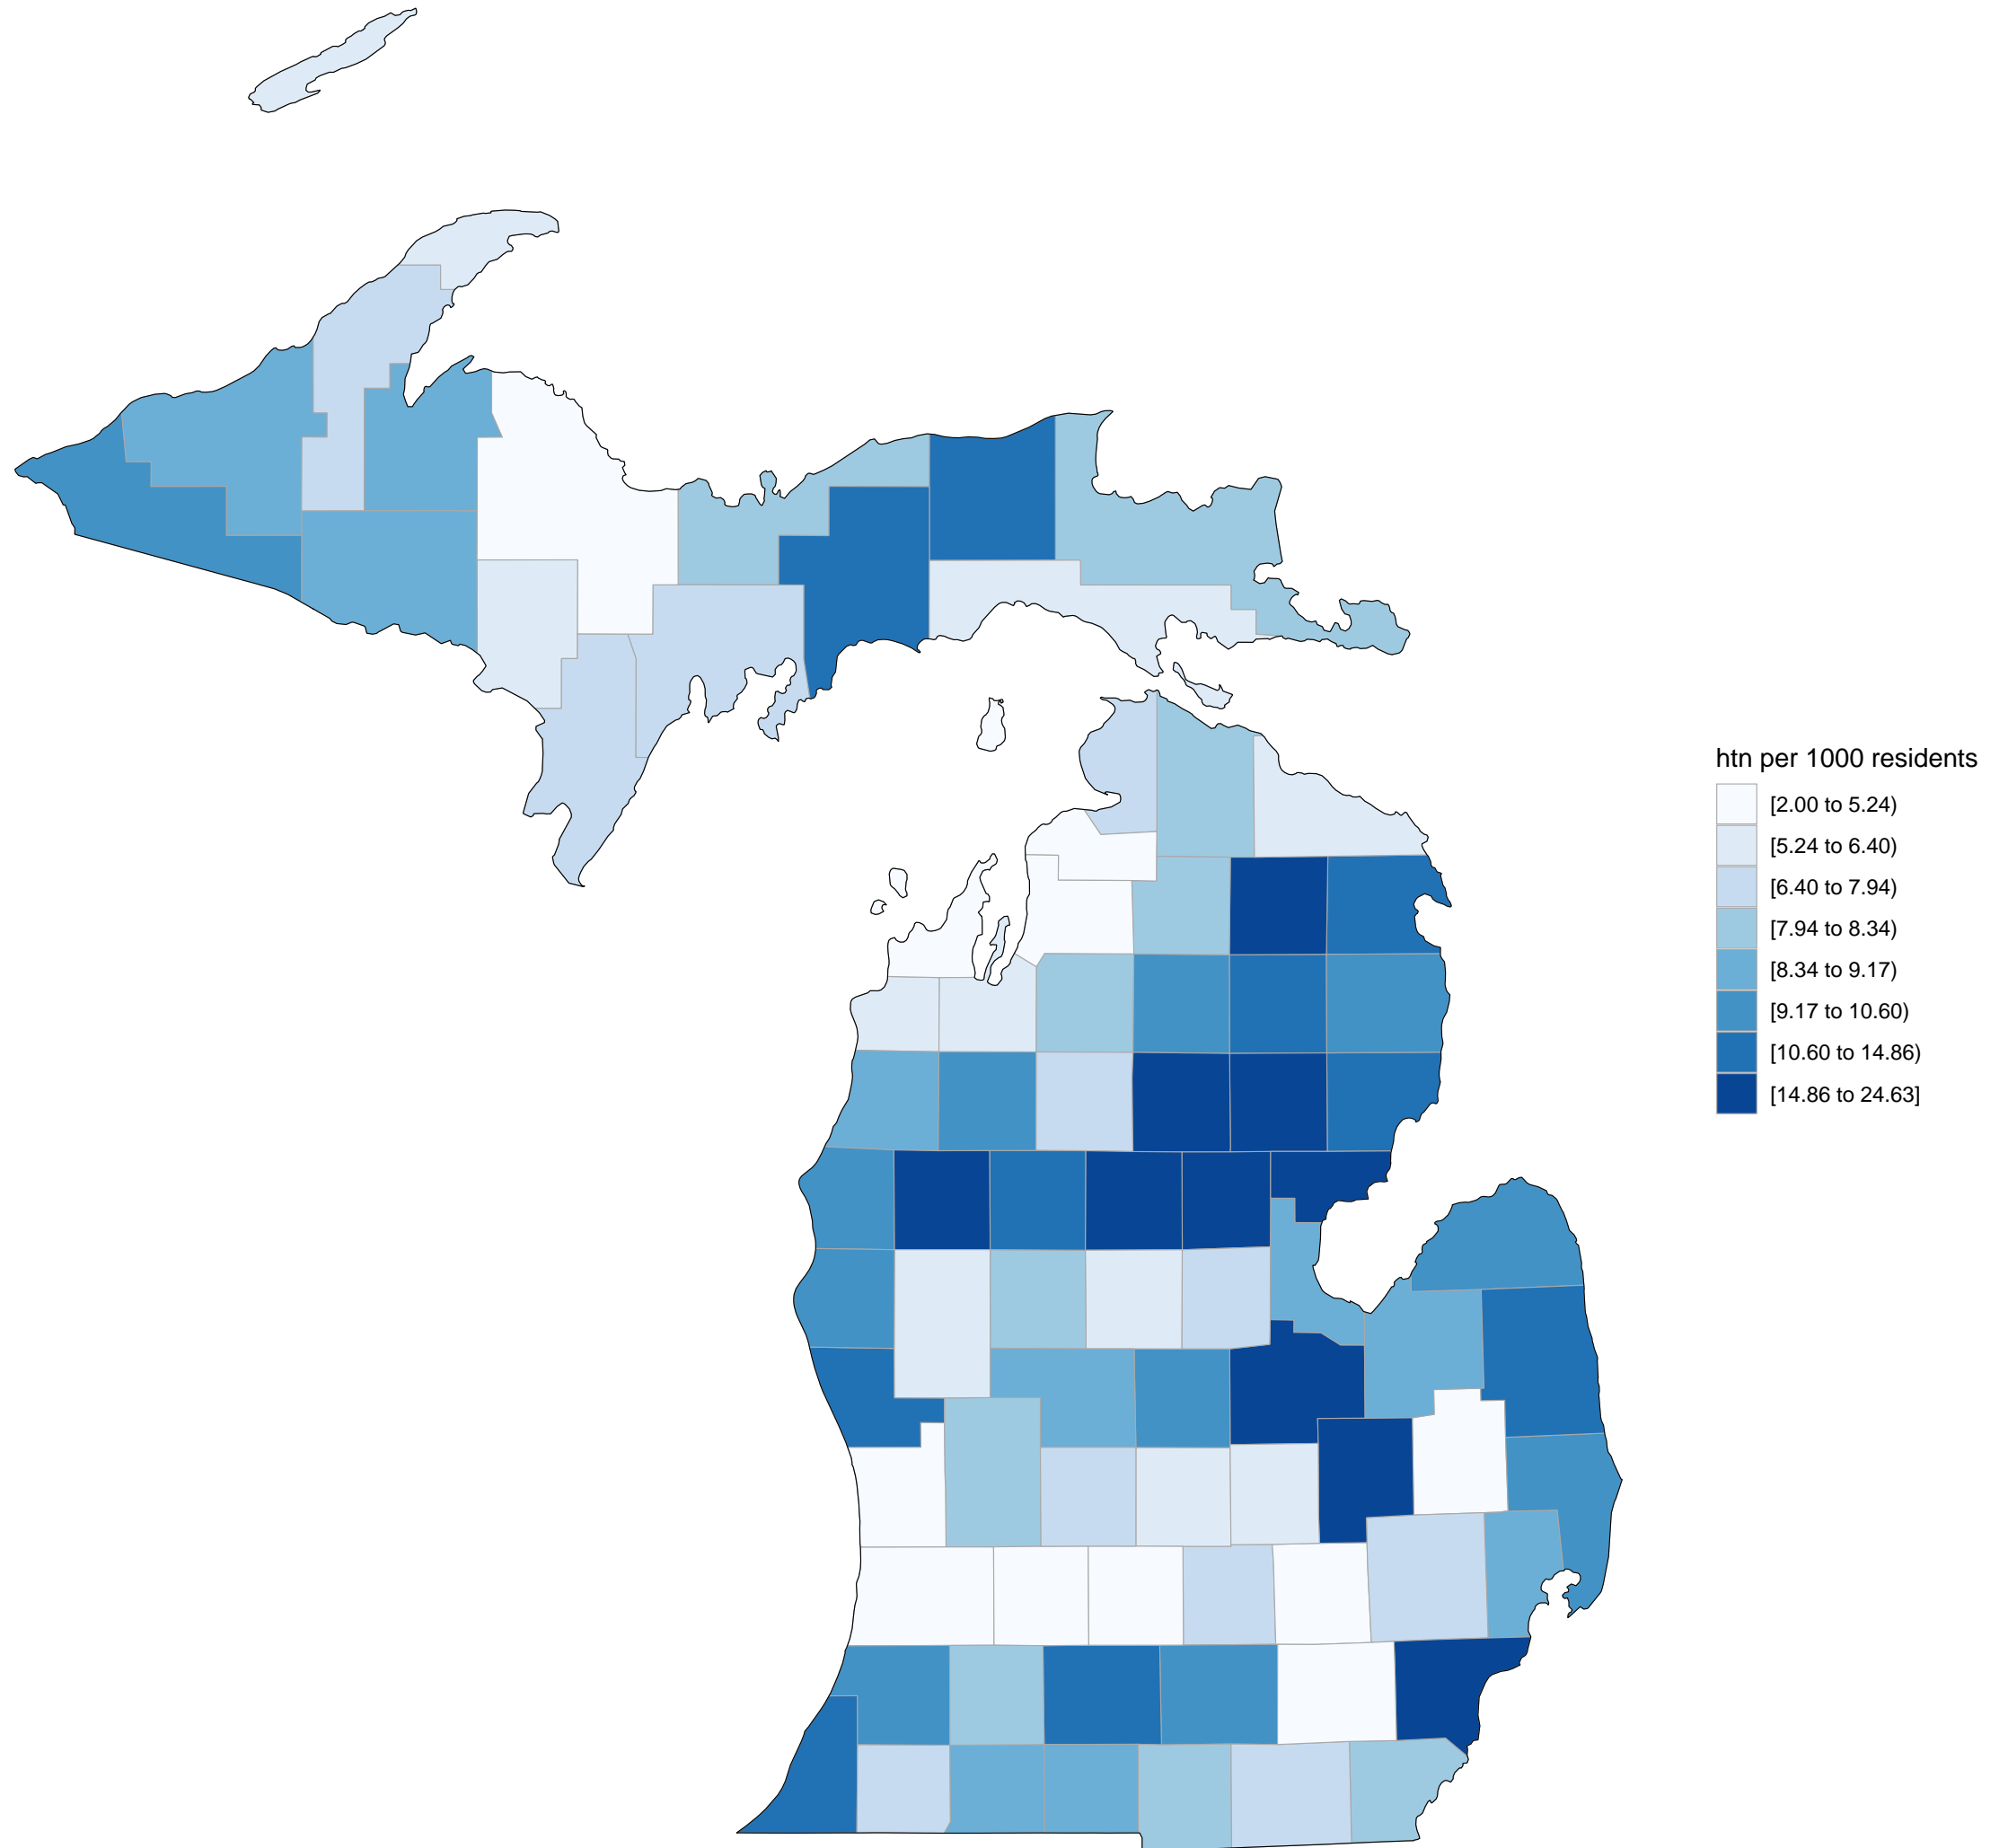 htn per 1000 residents
[2.00 to 5.24)
[5.24 to 6.40)
[6.40 to 7.94)
[7.94 to 8.34)
[8.34 to 9.17)
[9.17 to 10.60)
[10.60 to 14.86)
[14.86 to 24.63]